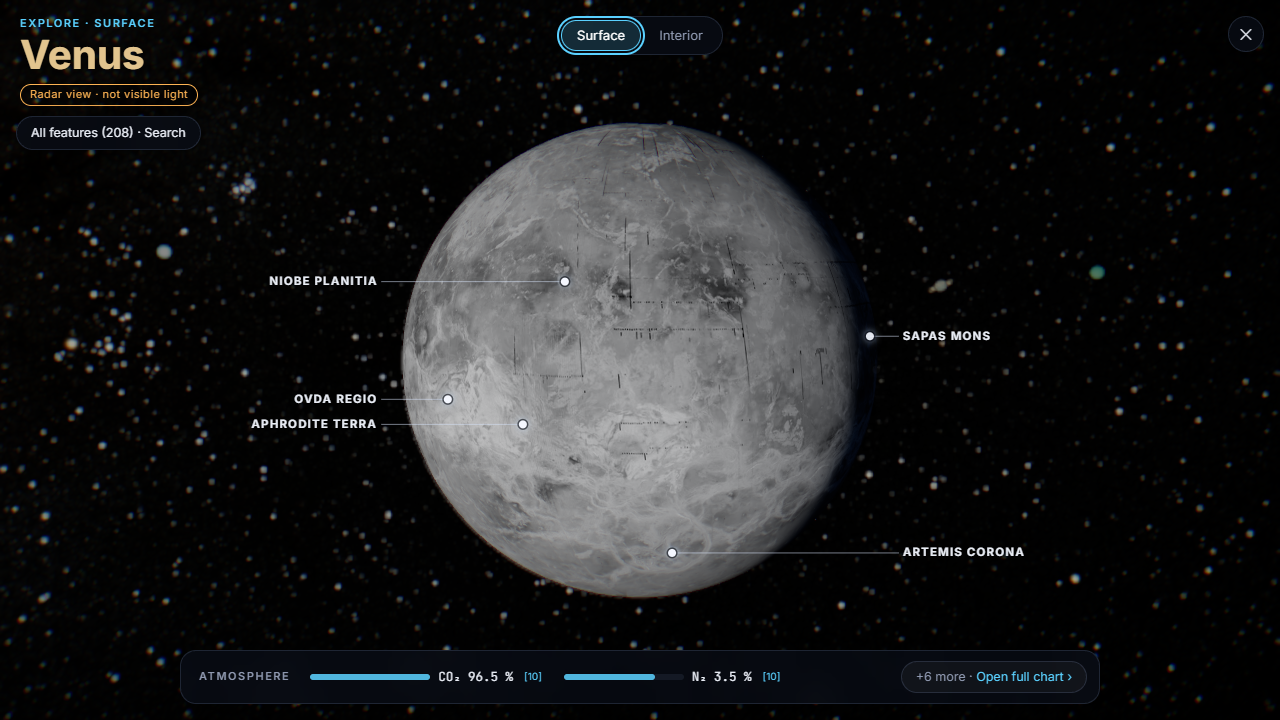 EXPLORE · SURFACE
Venus
Radar view · not visible light
All features (208) · Search
Surface
Interior
NIOBE PLANITIA
SAPAS MONS
OVDA REGIO
APHRODITE TERRA
ARTEMIS CORONA
ATMOSPHERE
CO₂ 96.5 % [10]
N₂ 3.5 % [10]
+6 more · Open full chart ›